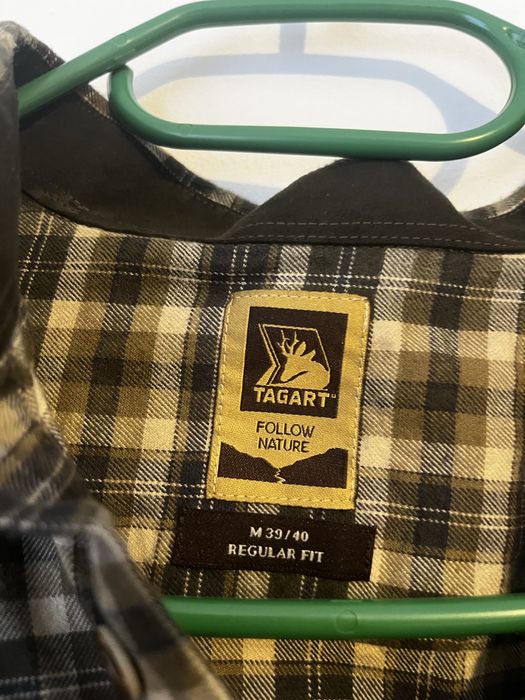 TAGART
FOLLOW
NATURE
M 39/40
REGULAR FIT